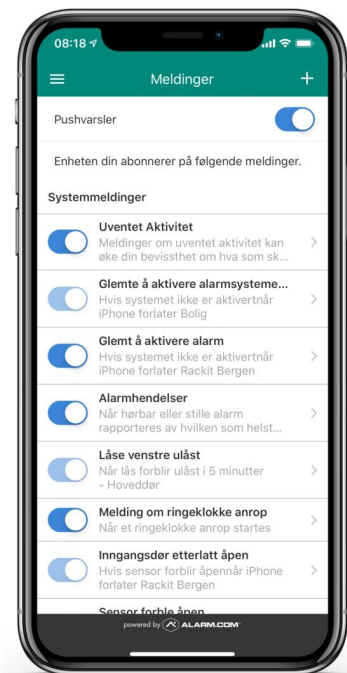 08:18
Meldinger
Pushvarsler
Enheten din abonnerer på følgende meldinger.
Systemmeldinger
Uventet Aktivitet
Meldinger om uventet aktivitet kan
øke din bevissthet om hva som sk...
Glemte å aktivere alarmsysteme...
Hvis systemet ikke er aktivertnår
iPhone forlater Bolig
Glemt å aktivere alarm
Hvis systemet ikke er aktivertnår
iPhone forlater Rackit Bergen
Alarmhendelser
Når hørbar eller stille alarm
rapporteres av hvilken som helst...
Låse venstre ulåst
Når lås forblir ulåst i 5 minutter
- Hoveddør
Melding om ringeklokke anrop
Når et ringeklokke anrop startes
Inngangsdør etterlatt åpen
Hvis sensor forblir åpennår iPhone
forlater Rackit Bergen
Sensor forble åpen
powered by ALARM.COM